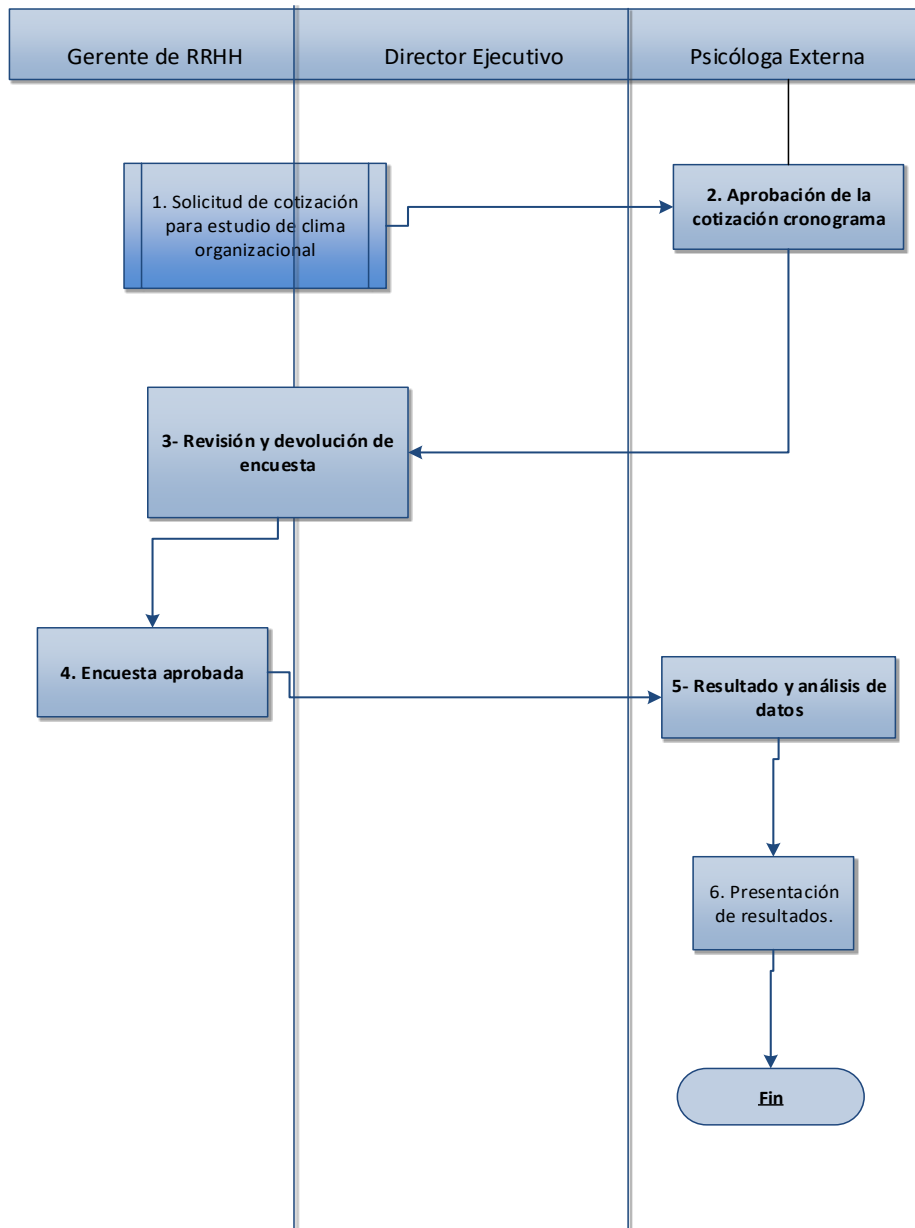 Gerente de RRHH
Director Ejecutivo
Psicóloga Externa
1. Solicitud de cotización
para estudio de clima
organizacional
2. Aprobación de la
cotización cronograma
3- Revisión y devolución de
encuesta
4. Encuesta aprobada
5- Resultado y análisis de
datos
6. Presentación
de resultados.
Fin